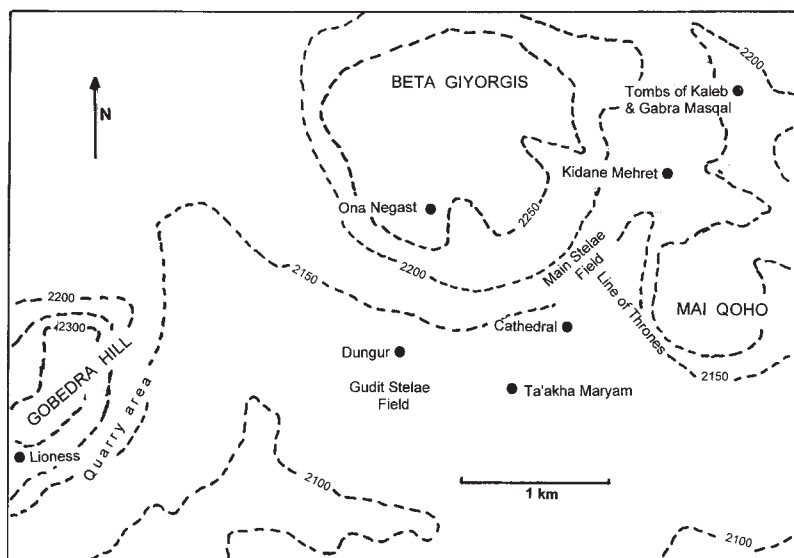 2200
BETA GIYORGIS
Tombs of Kaleb
& Gabra Masqal
N
Kidane Mehret
Ona Negast
2250
2200
2150
Main Stelae
Field
Line of Thrones
2200
2300
MAI QOHO
Cathedral
GOBEDRA HILL
Dungur
2150
Gudit Stelae
Field
Ta'akha Maryam
Quarry area
Lioness
2100
1 km
2100